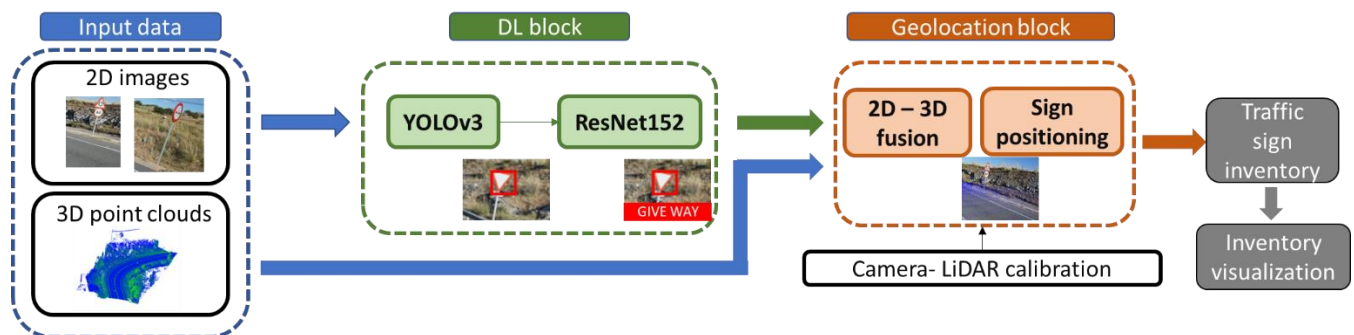 Input data
DL block
Geolocation block
2D images
3D point clouds
YOLOv3
ResNet152
GIVE WAY
2D – 3D
fusion
Sign
positioning
Camera- LiDAR calibration
Traffic
sign
inventory
Inventory
visualization